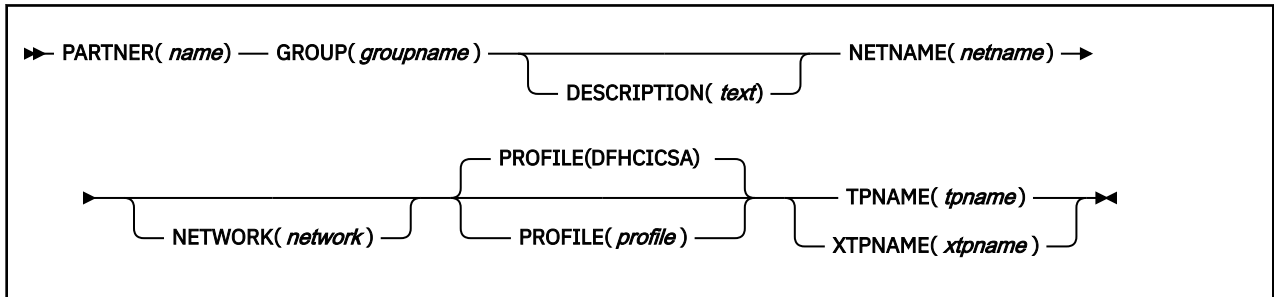 PARTNER( name) GROUP( groupname ) NETNAME( netname )
DESCRIPTION( text)
PROFILE(DFHCICSA)
TPNAME( tpname )
NETWORK( network ) PROFILE( profile )
XTPNAME( xtpname )